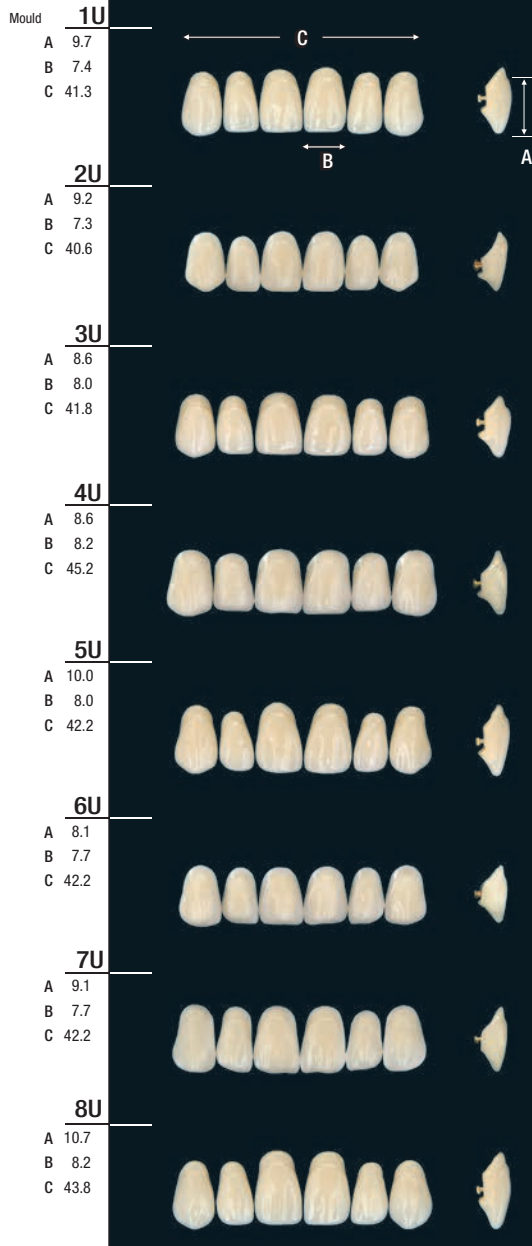 Mould 1U
A 9.7
B 7.4
C 41.3
C
B
A
2U
A 9.2
B 7.3
C 40.6
3U
A 8.6
B 8.0
C 41.8
4U
A 8.6
B 8.2
C 45.2
5U
A 10.0
B 8.0
C 42.2
6U
A 8.1
B 7.7
C 42.2
7U
A 9.1
B 7.7
C 42.2
8U
A 10.7
B 8.2
C 43.8